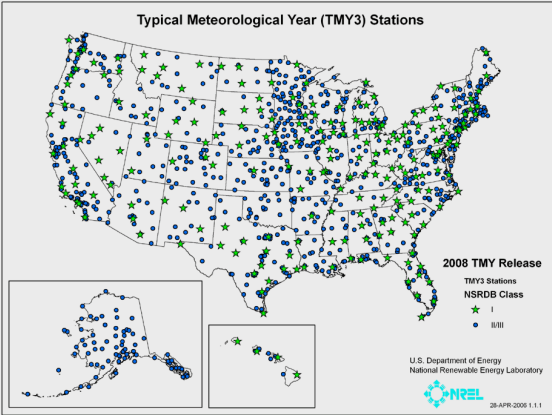 Typical Meteorological Year (TMY3) Stations
2008 TMY Release
TMY3 Stations
NSRDB Class
I
II/III
U.S. Department of Energy
National Renewable Energy Laboratory
NREL
28-APR-2008 1.1.1